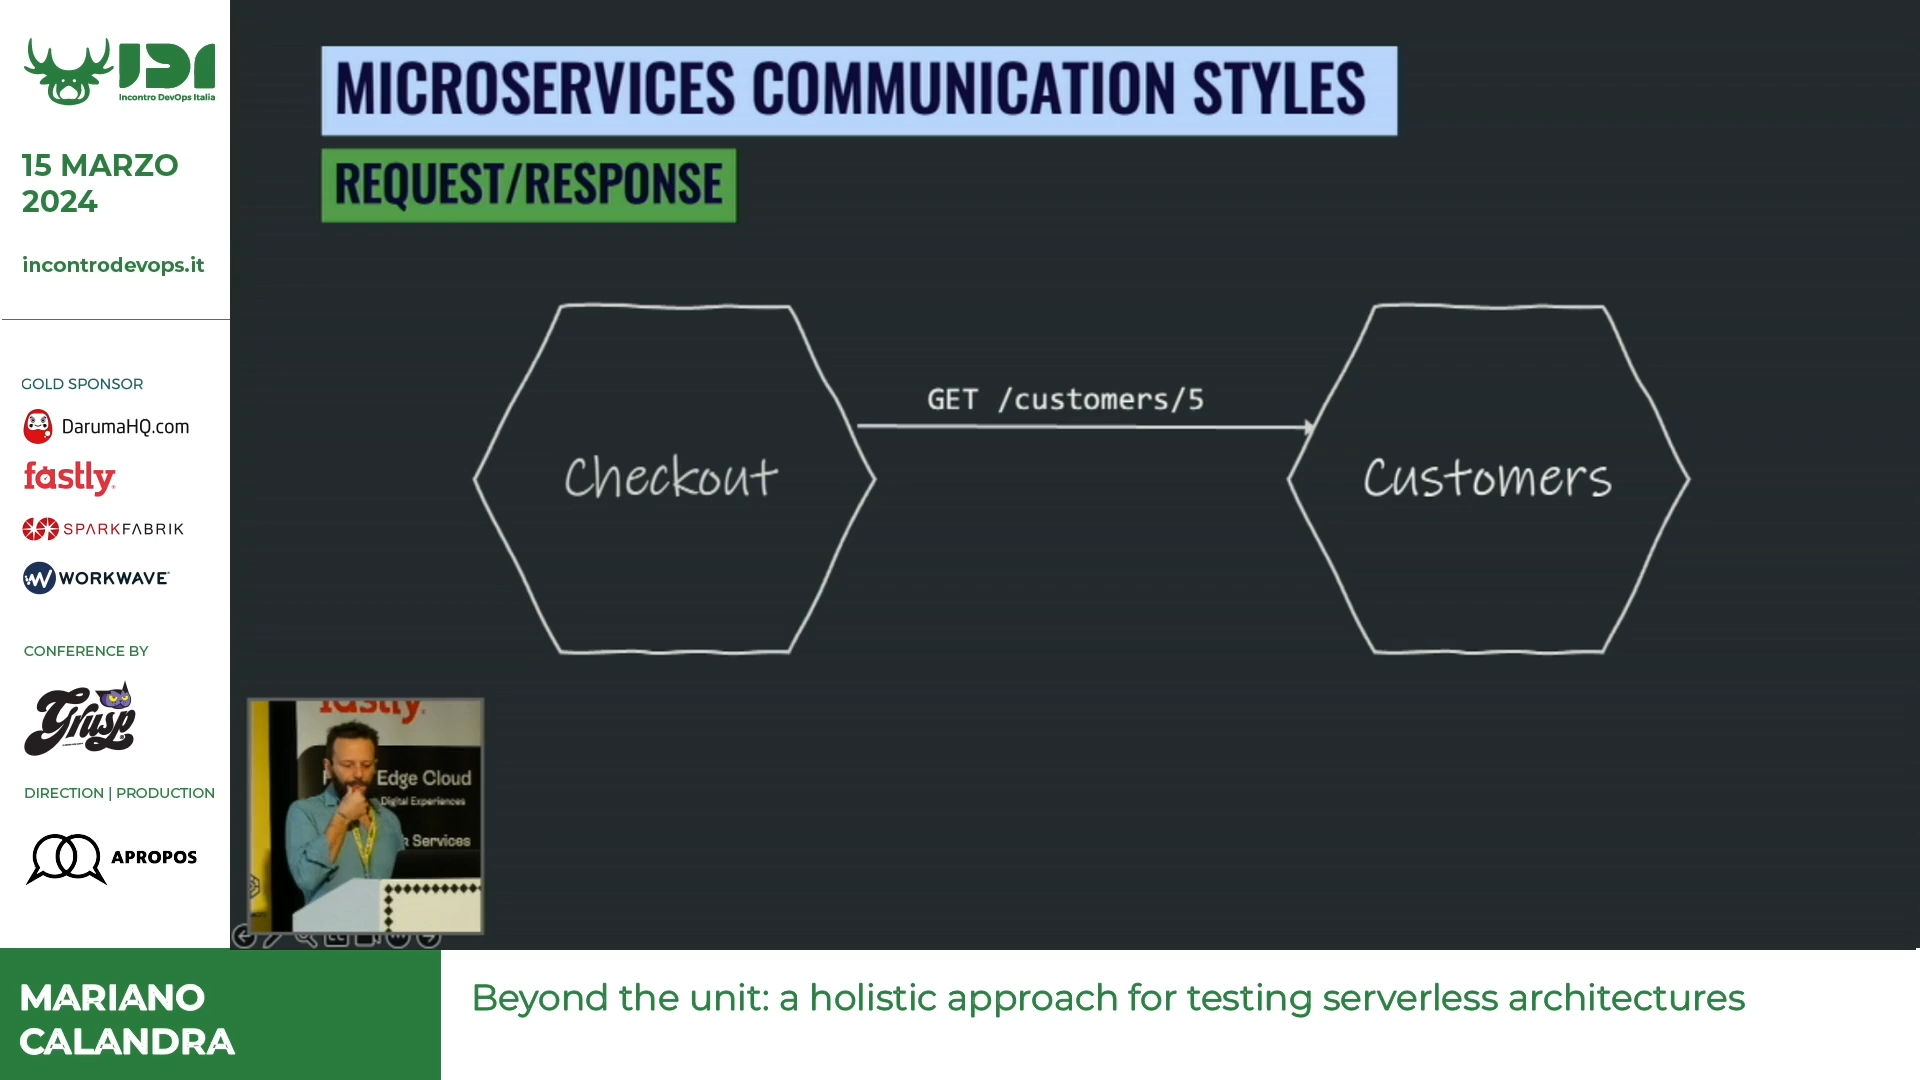 IDI
Incontro DevOps Italia
15 MARZO
2024
incontrodevops.it
GOLD SPONSOR
DarumaHQ.com
fastly
SPARKFABRIK
WORKWAVE
CONFERENCE BY
Grusp
DIRECTION | PRODUCTION
APROPOS
MICROSERVICES COMMUNICATION STYLES
REQUEST/RESPONSE
GET /customers/5
Checkout
Customers
fastly
Edge Cloud
Digital Experiences
Services
MARIANO
CALANDRA
Beyond the unit: a holistic approach for testing serverless architectures